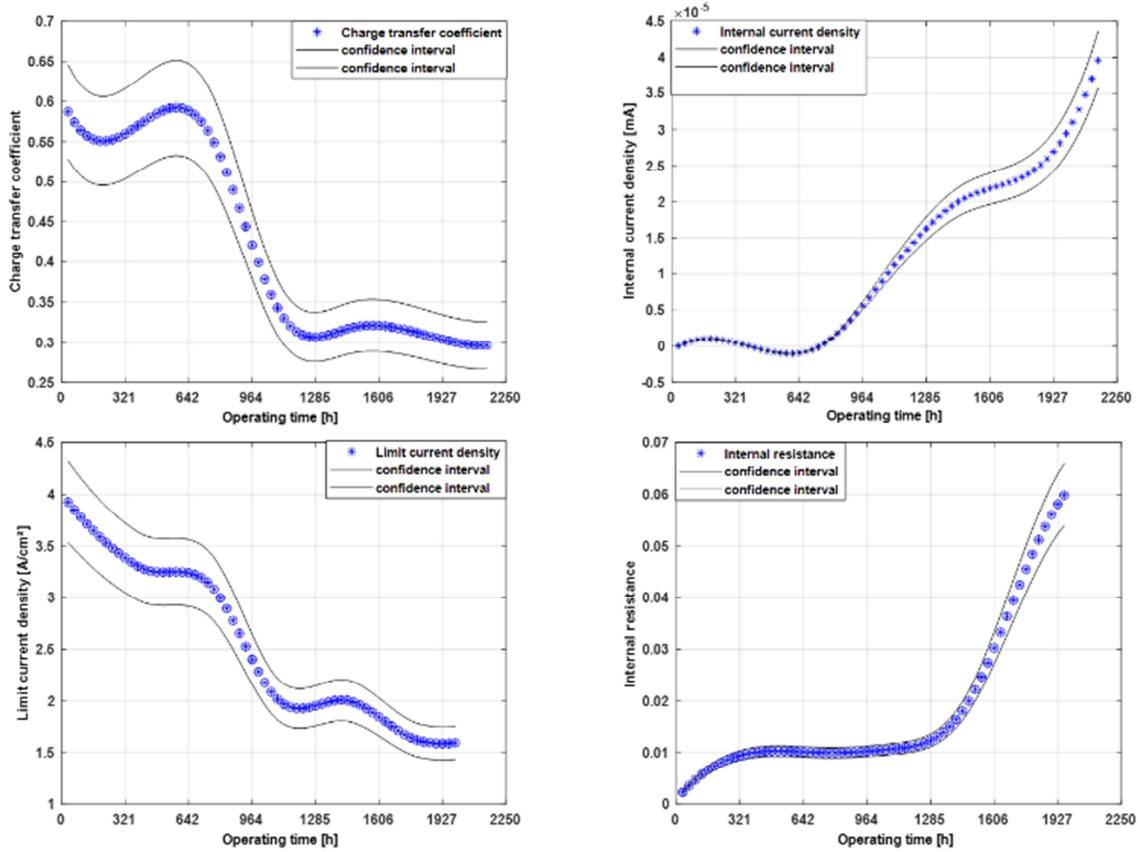 0.7
0.65
0.6
0.55
0.5
0.45
0.4
0.35
0.3
0.25
Charge transfer coefficient
Charge transfer coefficient
confidence interval
confidence interval
0 321 642 964 1285 1606 1927 2250
Operating time [h]
×10⁻⁵
4.5
4
3.5
3
2.5
2
1.5
1
0.5
0
-0.5
Internal current density [mA]
Internal current density
confidence interval
confidence interval
0 321 642 964 1285 1606 1927 2250
Operating time [h]
4.5
4
3.5
3
2.5
2
1.5
1
Limit current density [A/cm²]
Limit current density
confidence interval
confidence interval
0 321 642 964 1285 1606 1927 2250
Operating time [h]
0.07
0.06
0.05
0.04
0.03
0.02
0.01
0
Internal resistance
Internal resistance
confidence interval
confidence interval
0 321 642 964 1285 1606 1927 2250
Operating time [h]